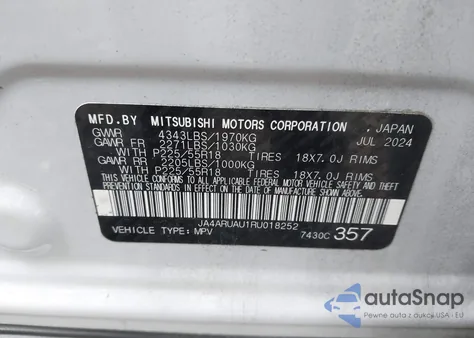 MFD.BY MITSUBISHI MOTORS CORPORATION ,JAPAN
GVWR 4343LBS/1970KG JUL 2024
GAWR FR 2271LBS/1030KG
WITH P225/55R18 TIRES 18X7.0J RIMS
GAWR RR 2205LBS/1000KG
WITH P225/55R18 TIRES 18X7.0J RIMS
THIS VEHICLE CONFORMS TO ALL APPLICABLE FEDERAL MOTOR VEHICLE
SAFETY AND THEFT PREVENTION STANDARDS IN EFFECT ON THE DATE OF
MANUFACTURE SHOWN ABOVE.
JA4ARUAU1RU018252
VEHICLE TYPE: MPV 7430C 357
autoSnap
Pewne auta z aukcji USA i EU